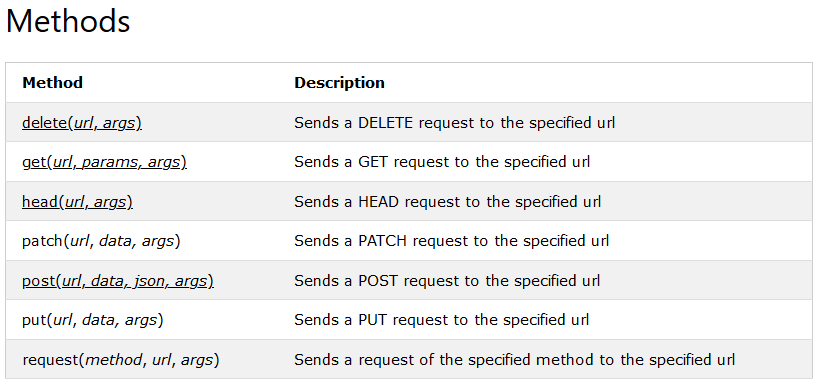 Methods
Method Description
delete(url, args) Sends a DELETE request to the specified url
get(url, params, args) Sends a GET request to the specified url
head(url, args) Sends a HEAD request to the specified url
patch(url, data, args) Sends a PATCH request to the specified url
post(url, data, json, args) Sends a POST request to the specified url
put(url, data, args) Sends a PUT request to the specified url
request(method, url, args) Sends a request of the specified method to the specified url